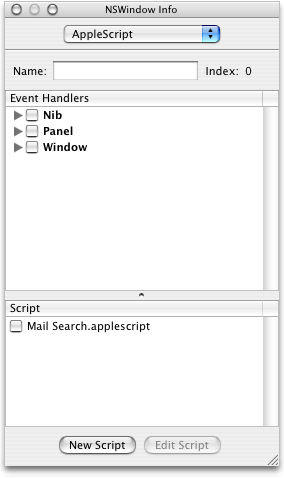 NSWindow Info
AppleScript
Name: Index: 0
Event Handlers
Nib
Panel
Window
Script
Mail Search.applescript
New Script Edit Script